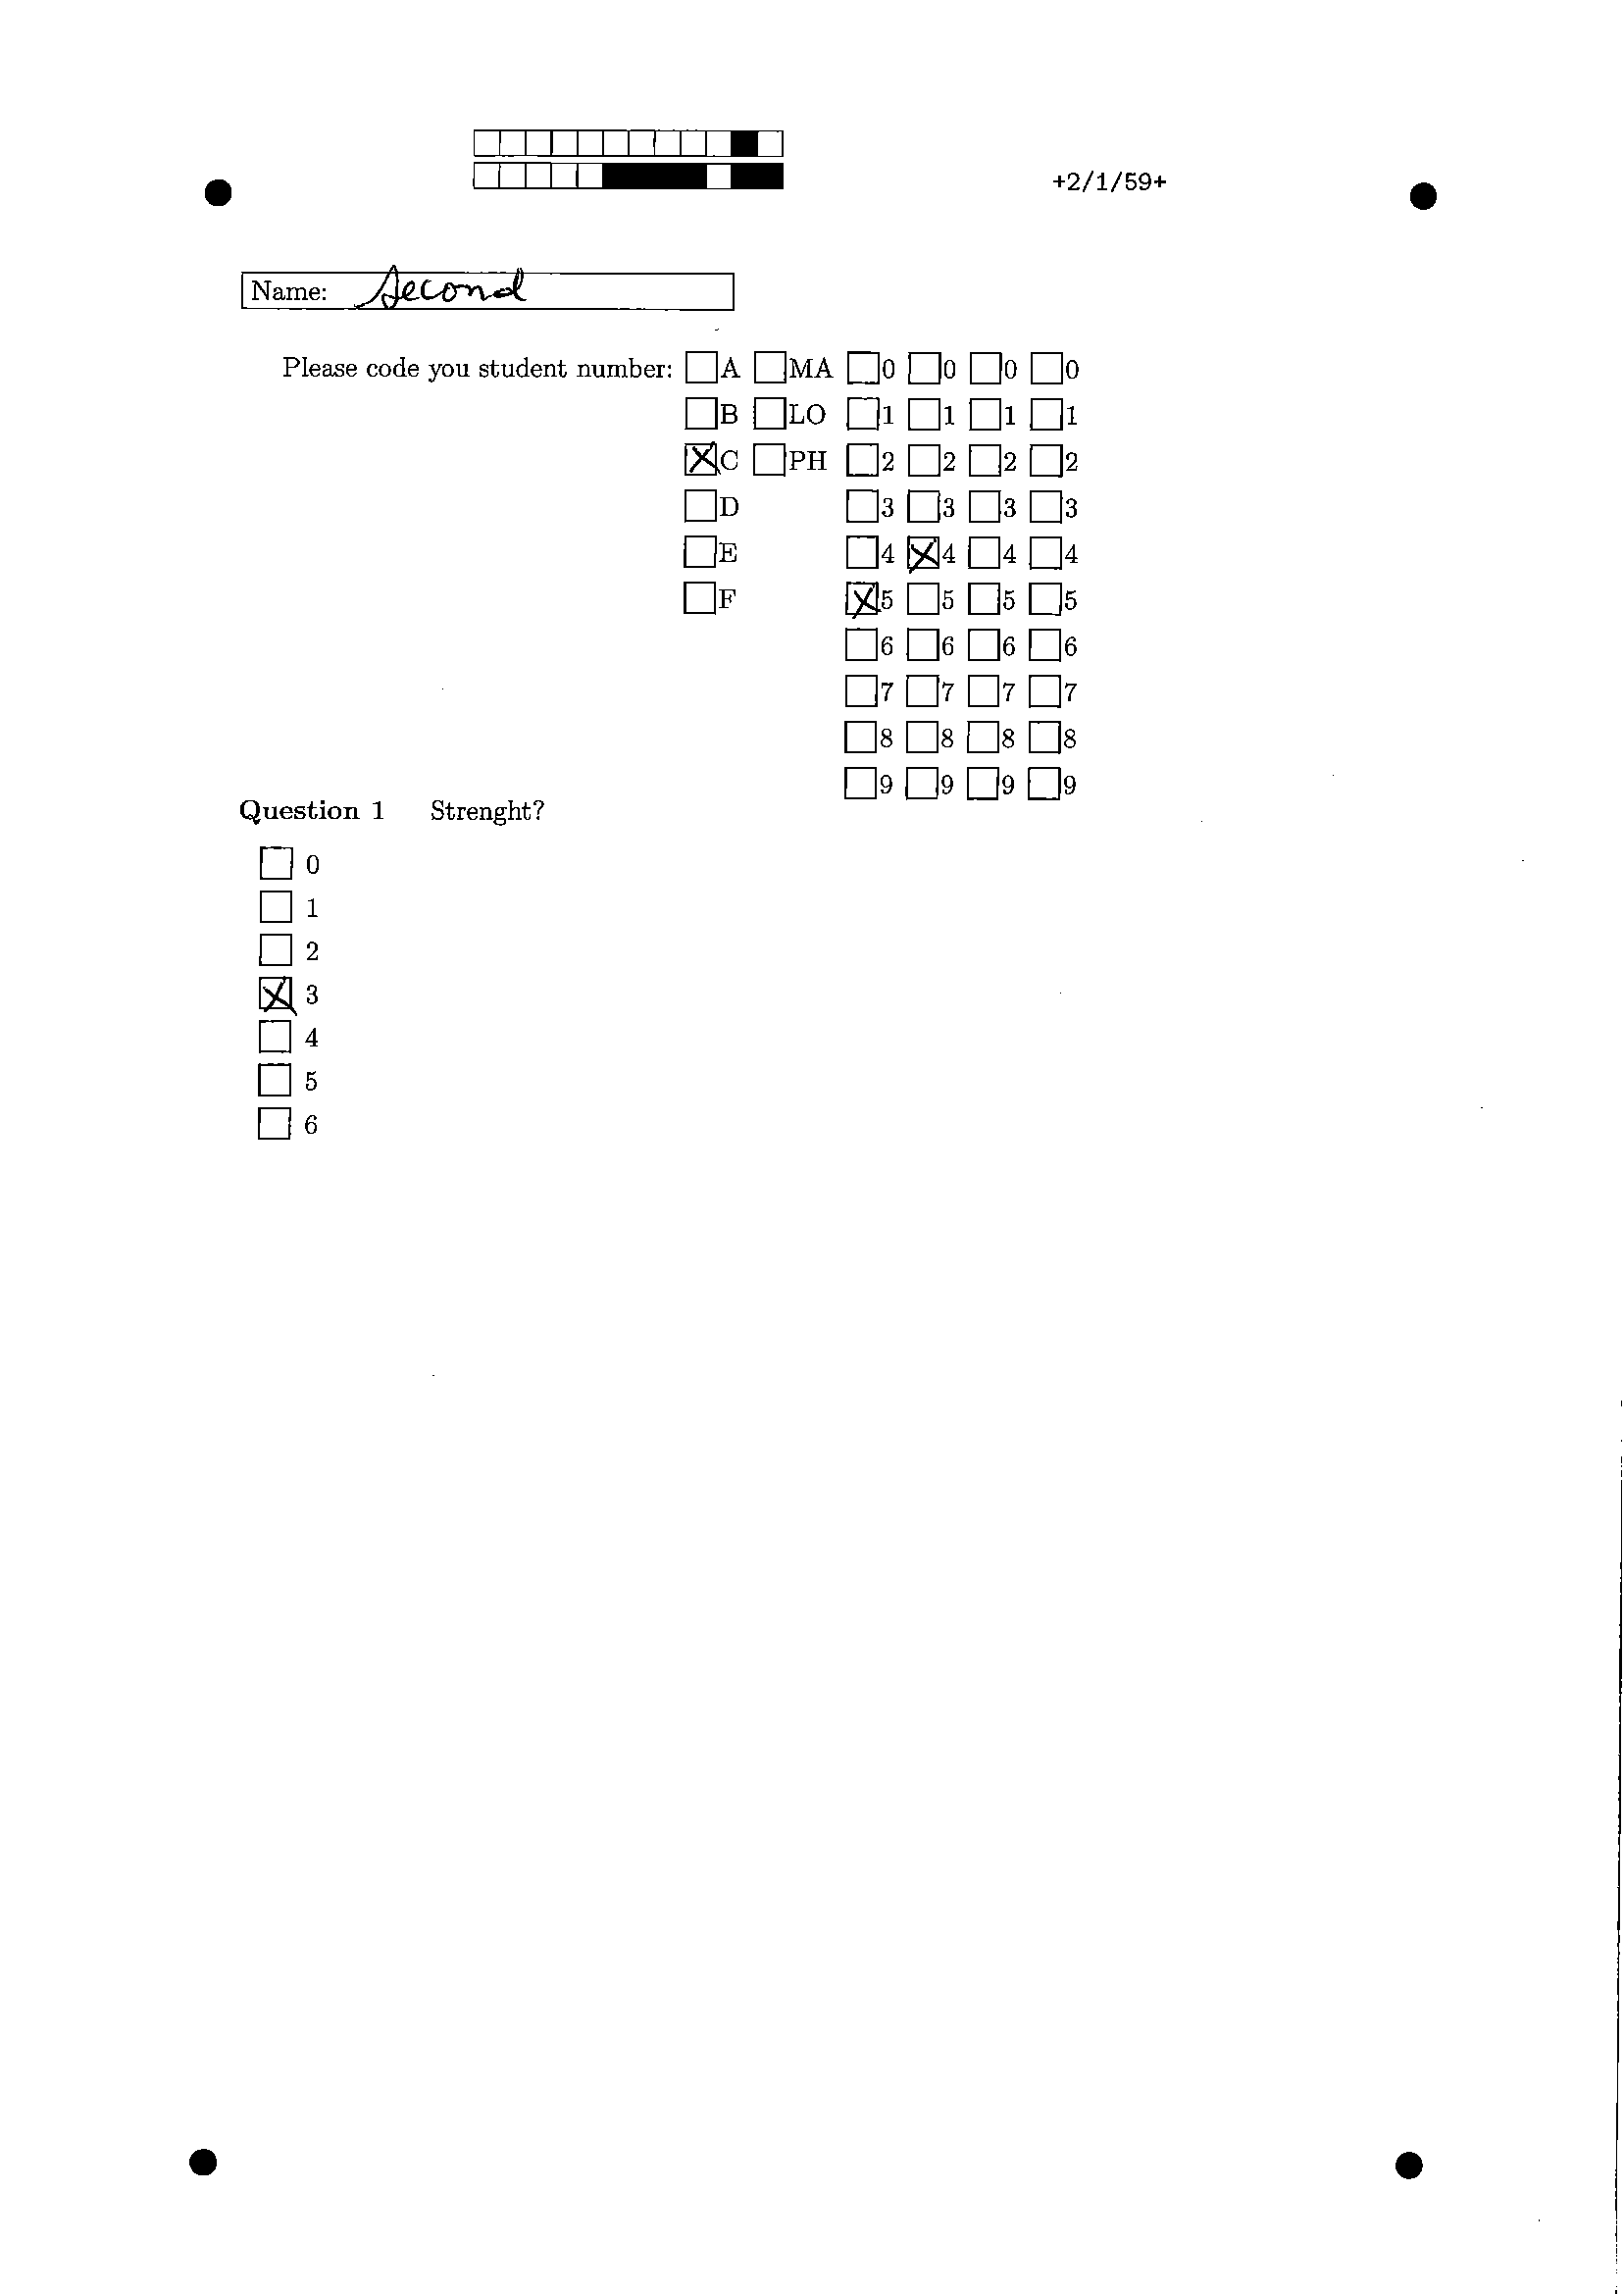 +2/1/59+
Name: Second
Please code you student number: A MA 0 0 0 0
B LO 1 1 1 1
C PH 2 2 2 2
D 3 3 3 3
E 4 4 4 4
F 5 5 5 5
6 6 6 6
7 7 7 7
8 8 8 8
9 9 9 9
Question 1 Strenght?
0
1
2
3
4
5
6